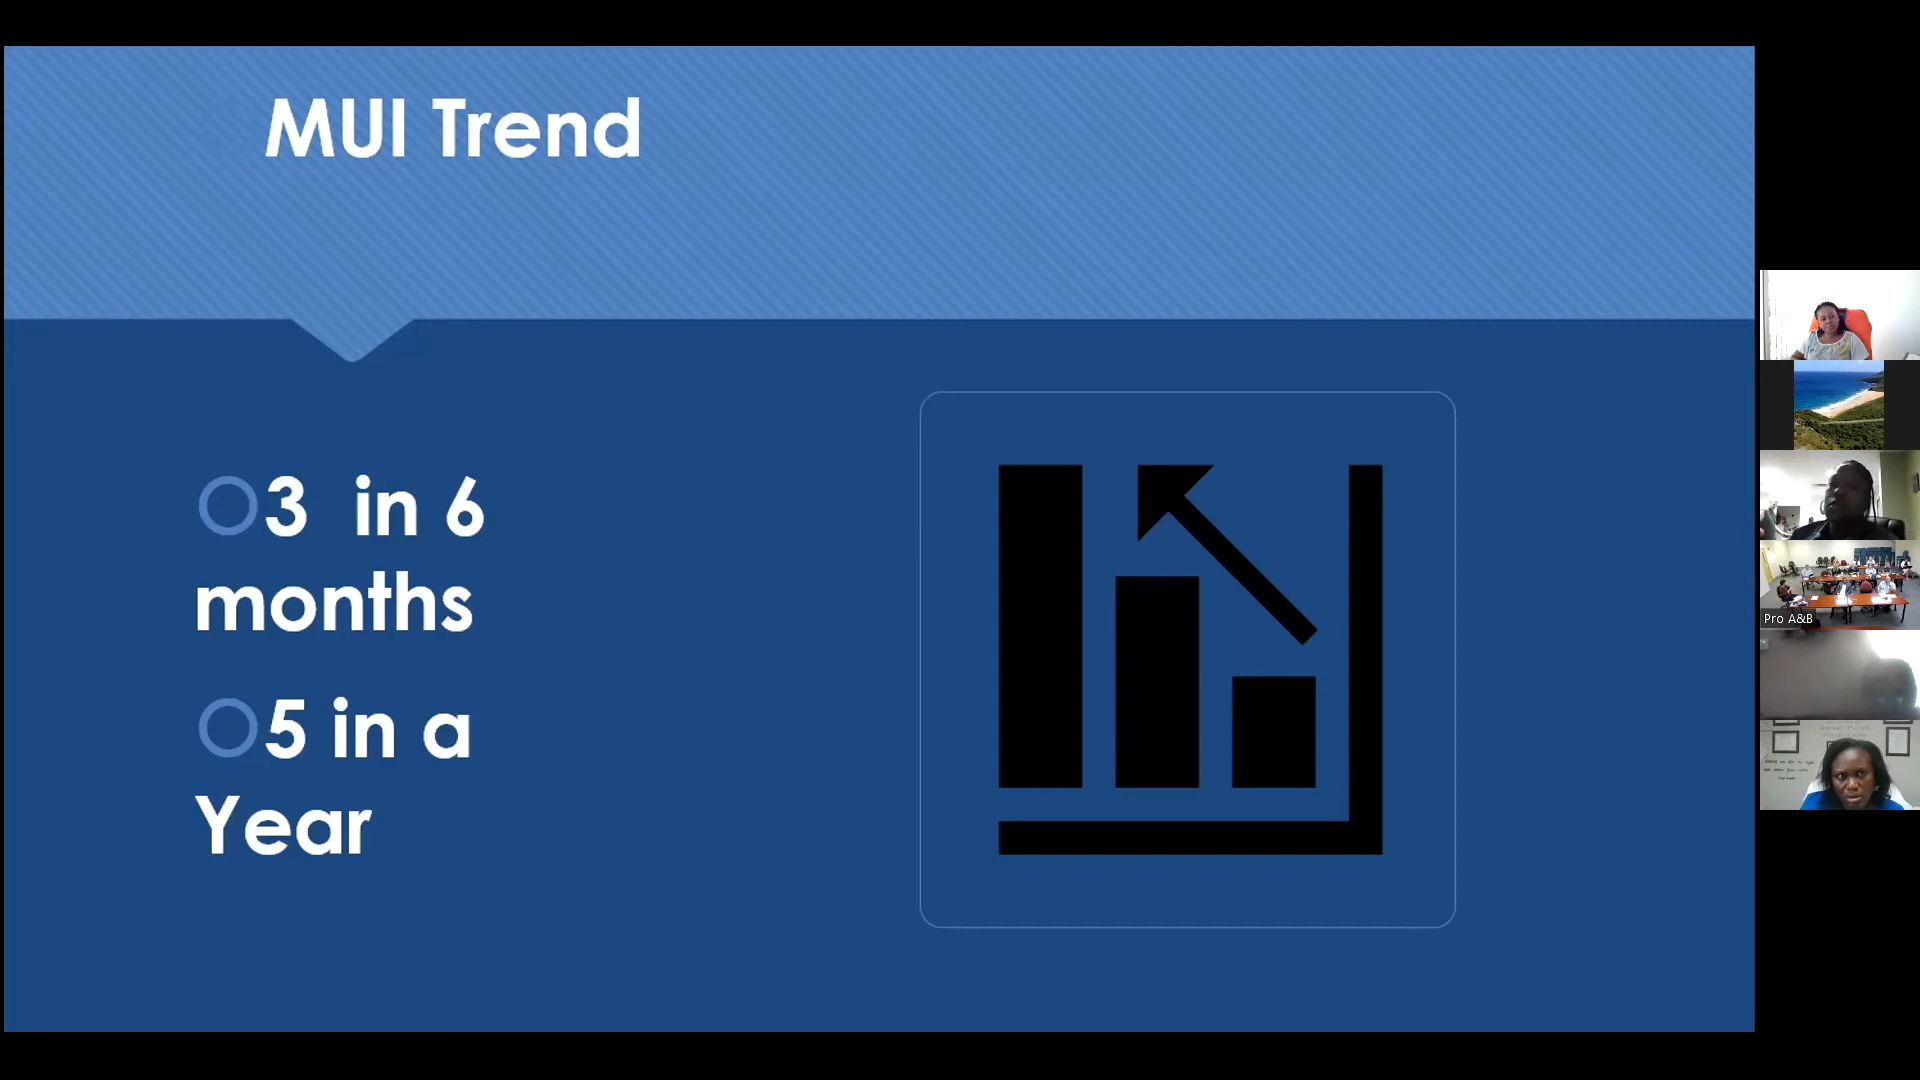 MUI Trend
3 in 6
months
5 in a
Year
Pro A&B